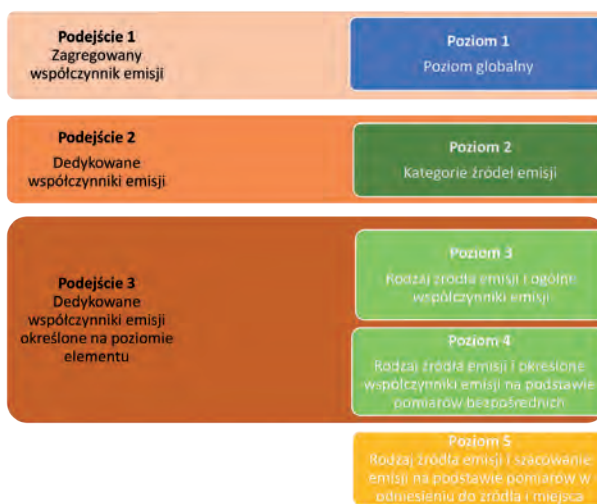 Podejście 1
Zagregowany
współczynnik emisji
Poziom 1
Poziom globalny
Podejście 2
Dedykowane
współczynniki emisji
Poziom 2
Kategorie źródeł emisji
Podejście 3
Dedykowane
współczynniki emisji
określone na poziomie
elementu
Poziom 3
Rodzaj źródła emisji i ogólne
współczynniki emisji
Poziom 4
Rodzaj źródła emisji i określone
współczynniki emisji na podstawie
pomiarów bezpośrednich
Poziom 5
Rodzaj źródła emisji i szacowanie
emisji na podstawie pomiarów w
odniesieniu do źródła i miejsca